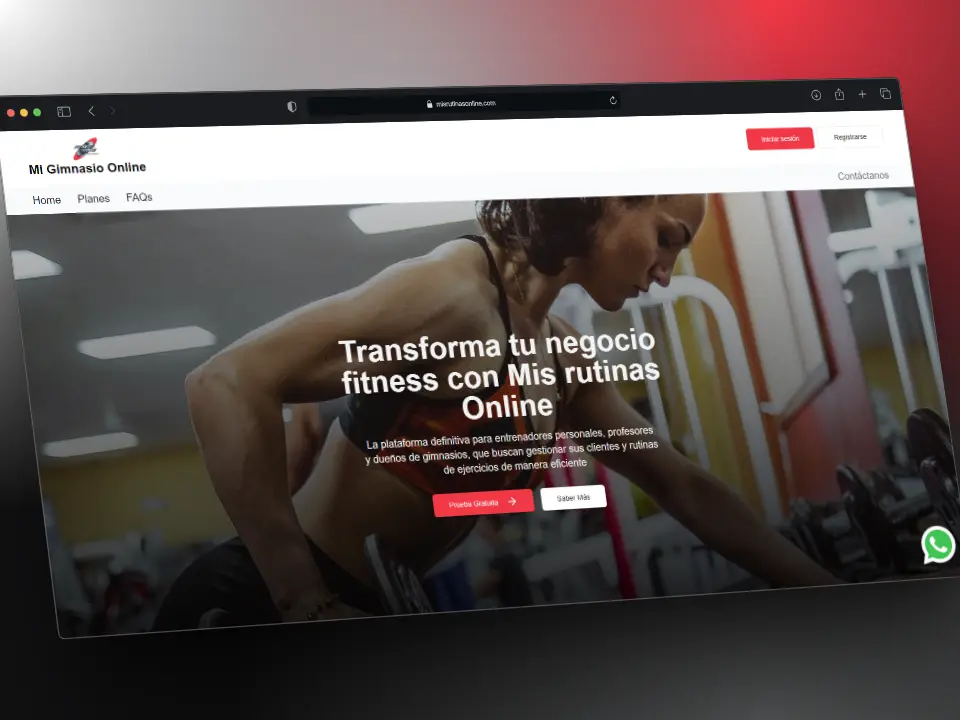 misrutinasonline.com
Mi Gimnasio Online
Iniciar sesión
Registrarse
Home
Planes
FAQs
Contáctanos
Transforma tu negocio
fitness con Mis rutinas
Online
La plataforma definitiva para entrenadores personales, profesores
y dueños de gimnasios, que buscan gestionar sus clientes y rutinas
de ejercicios de manera eficiente
Prueba Gratuita
Saber Más